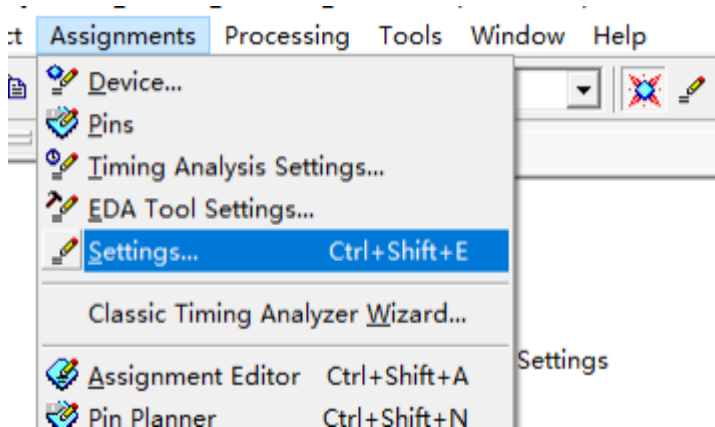 ct Assignments Processing Tools Window Help
Device...
Pins
Timing Analysis Settings...
EDA Tool Settings...
Settings... Ctrl+Shift+E
Classic Timing Analyzer Wizard...
Settings
Assignment Editor Ctrl+Shift+A
Pin Planner Ctrl+Shift+N